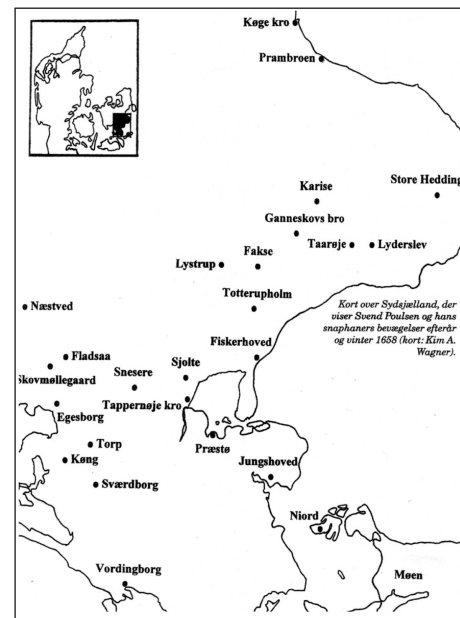 Køge kro
Prambroen
Store Hedding
Karise
Ganneskovs bro
Taarøje
Lyderslev
Lystrup
Fakse
Totterupholm
Kort over Sydsjælland, der
viser Svend Poulsen og hans
snaphaners bevægelser efterår
og vinter 1658 (kort: Kim A.
Wagner).
Næstved
Fiskerhoved
Fladsaa
Skovmøllegaard
Snesere
Sjolte
Tappernøje kro
Egesborg
Præstø
Torp
Køng
Jungshoved
Sværdborg
Niord
Vordingborg
Møen